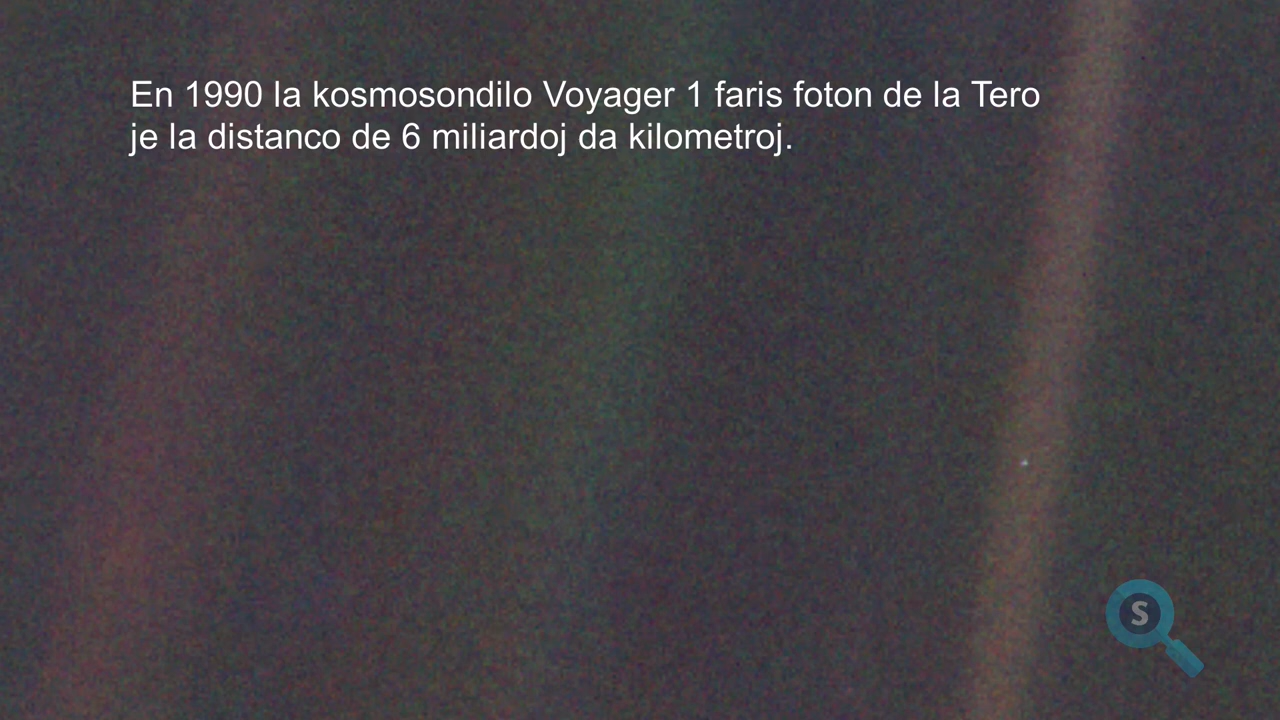 En 1990 la kosmosondilo Voyager 1 faris foton de la Tero
je la distanco de 6 miliardoj da kilometroj.
S